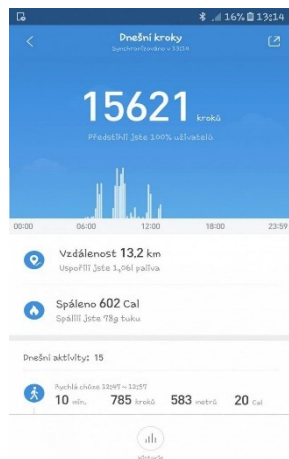 16% 13:14
Dnešní kroky
Synchronizováno v 13:14
15621 kroků
Předstihli jste 100% uživatelů
00:00 06:00 12:00 18:00 23:59
Vzdálenost 13,2 km
Uspořili jste 1,06l paliva
Spáleno 602 Cal
Spálili jste 78g tuku
Dnešní aktivity: 15
Rychlá chůze 12:47 ~ 12:57
10 min. 785 kroků 583 metrů 20 Cal